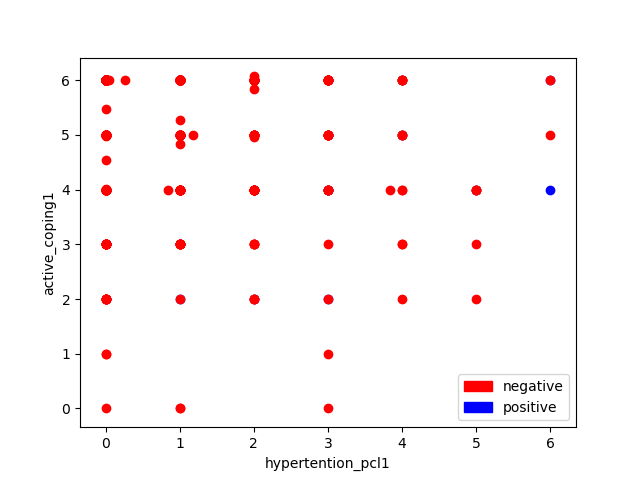 6
5
4
3
2
1
0
active_coping1
0 1 2 3 4 5 6
hypertention_pcl1
negative
positive